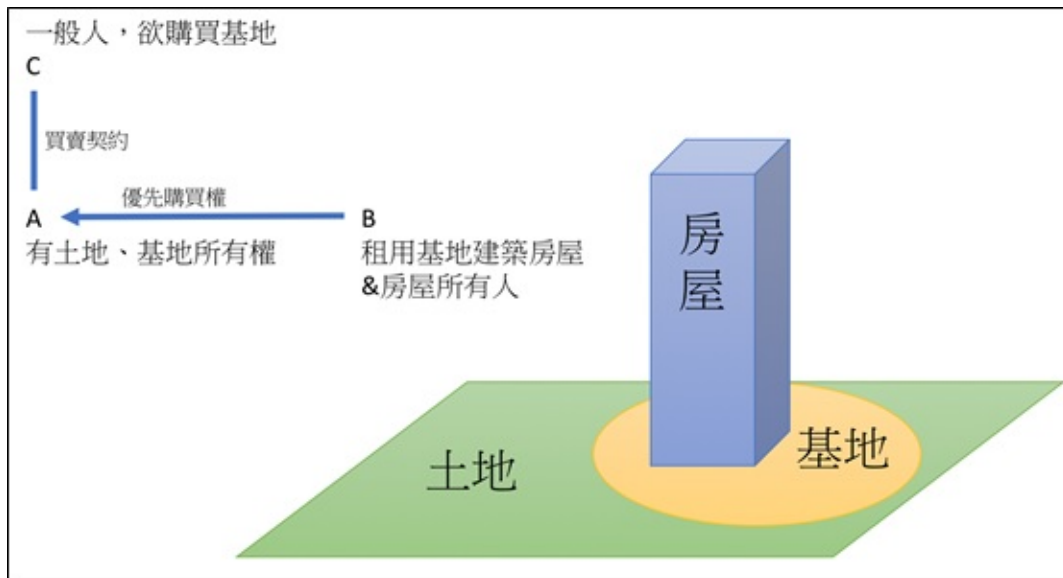 一般人，欲購買基地
C
買賣契約
優先購買權
A
B
有土地、基地所有權
租用基地建築房屋
&房屋所有人
房屋
土地
基地